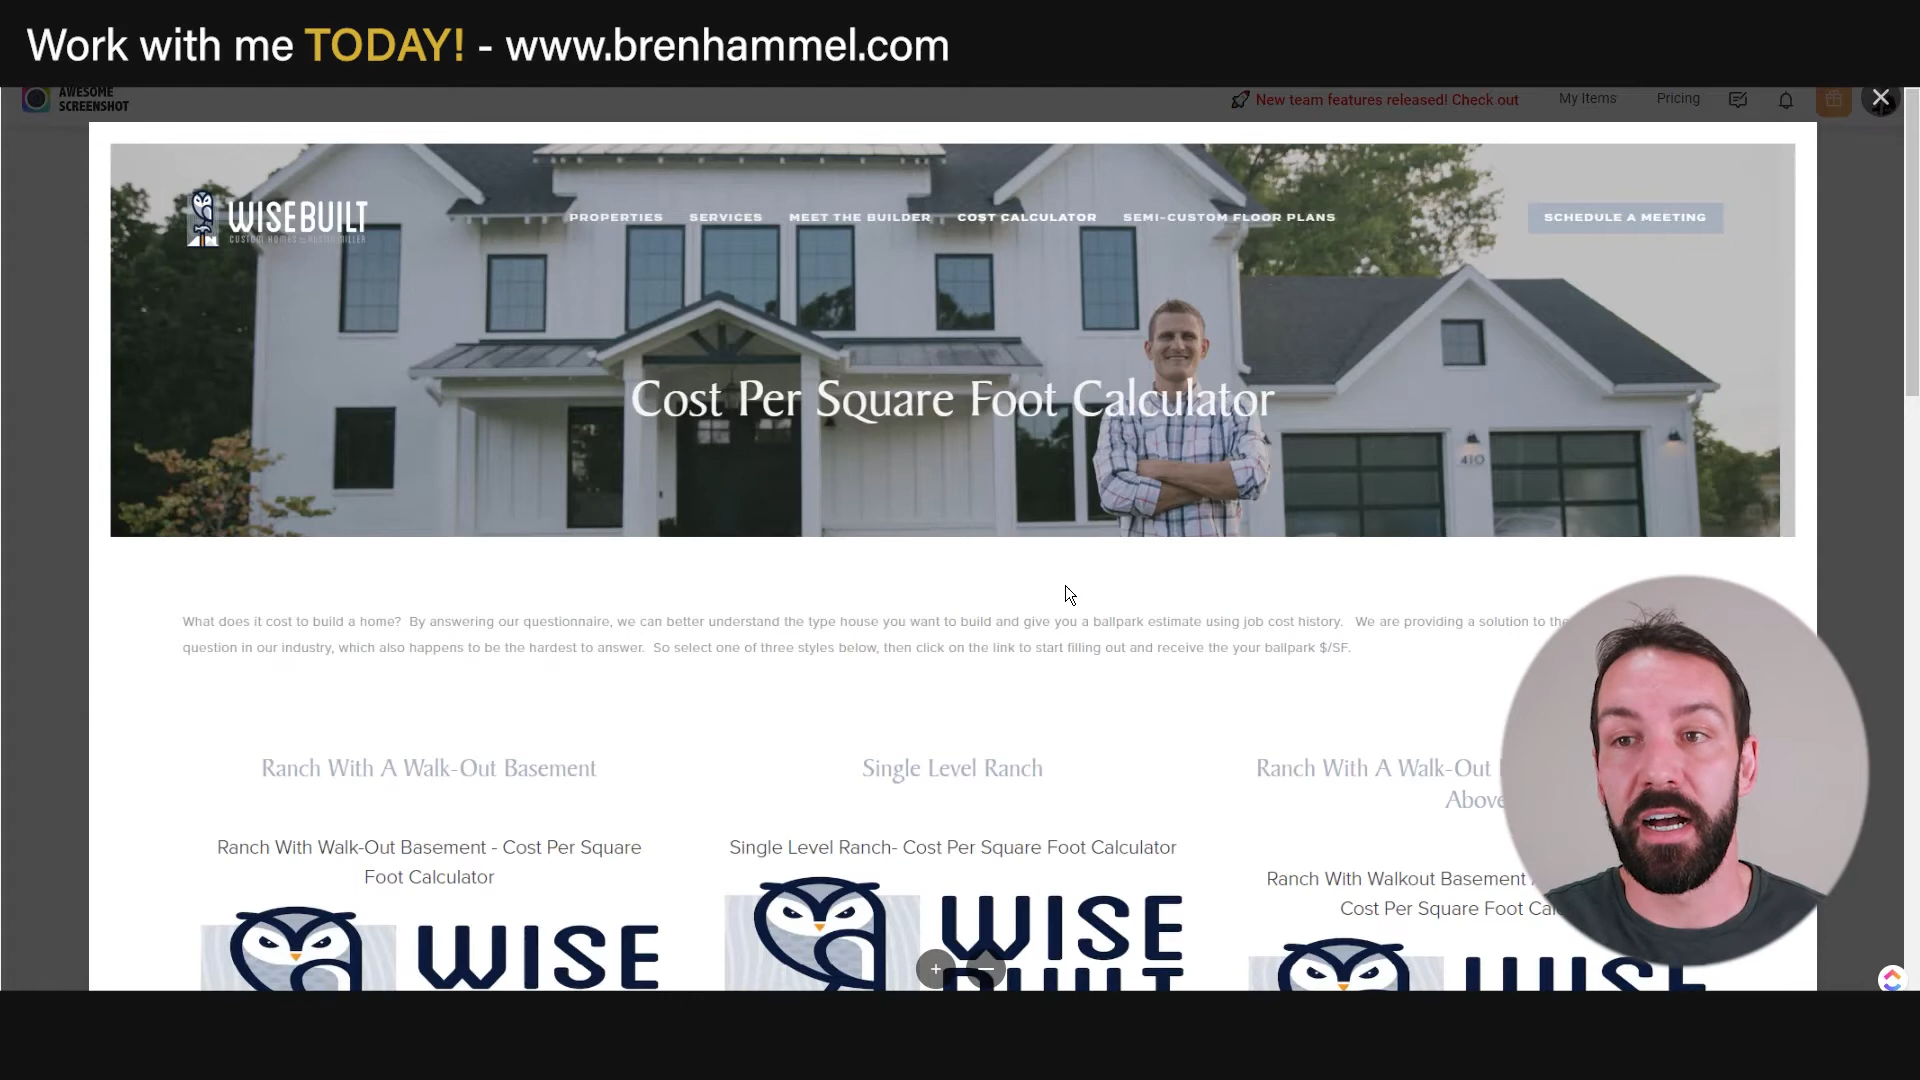 Work with me TODAY! - www.brenhammel.com
AWESOME
SCREENSHOT
New team features released! Check out
My Items
Pricing
WISEBUILT
CUSTOM HOMES by AUSTIN MILLER
PROPERTIES
SERVICES
MEET THE BUILDER
COST CALCULATOR
SEMI-CUSTOM FLOOR PLANS
SCHEDULE A MEETING
410
Cost Per Square Foot Calculator
What does it cost to build a home? By answering our questionnaire, we can better understand the type house you want to build and give you a ballpark estimate using job cost history. We are providing a solution to the
question in our industry, which also happens to be the hardest to answer. So select one of three styles below, then click on the link to start filling out and receive the your ballpark $/SF.
Ranch With A Walk-Out Basement
Ranch With Walk-Out Basement - Cost Per Square
Foot Calculator
WISE
Single Level Ranch
Single Level Ranch- Cost Per Square Foot Calculator
WISE
BUILT
Ranch With A Walk-Out
Above
Ranch With Walkout Basement
Cost Per Square Foot
WISE